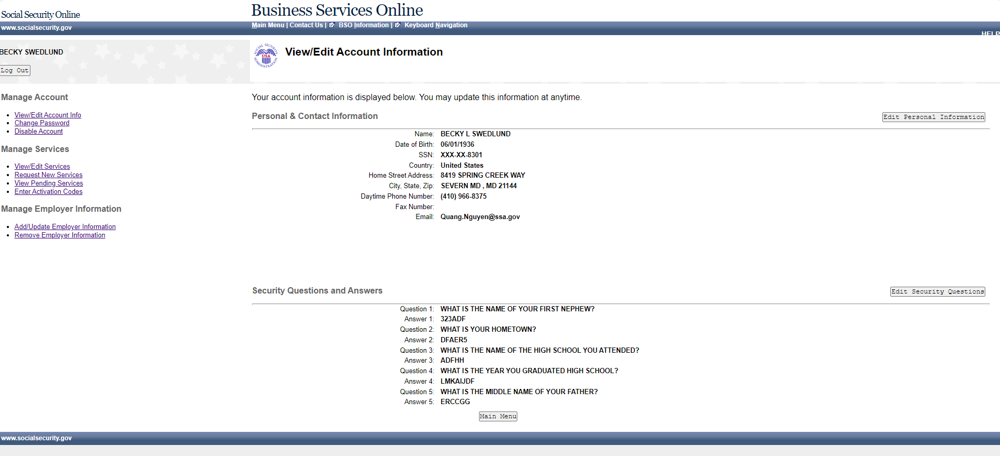 Social Security Online
Business Services Online
www.socialsecurity.gov
Main Menu | Contact Us | BSO Information | Keyboard Navigation
HELP
BECKY SWEDLUND
Log Out
SOCIAL SECURITY ADMINISTRATION
USA
View/Edit Account Information
Manage Account
View/Edit Account Info
Change Password
Disable Account
Manage Services
View/Edit Services
Request New Services
View Pending Services
Enter Activation Codes
Manage Employer Information
Add/Update Employer Information
Remove Employer Information
Your account information is displayed below. You may update this information at anytime.
Personal & Contact Information
Edit Personal Information
Name: BECKY L SWEDLUND
Date of Birth: 06/01/1936
SSN: XXX-XX-8301
Country: United States
Home Street Address: 8419 SPRING CREEK WAY
City, State, Zip: SEVERN MD , MD 21144
Daytime Phone Number: (410) 966-8375
Fax Number:
Email: Quang.Nguyen@ssa.gov
Security Questions and Answers
Edit Security Questions
Question 1: WHAT IS THE NAME OF YOUR FIRST NEPHEW?
Answer 1: 323ADF
Question 2: WHAT IS YOUR HOMETOWN?
Answer 2: DFAER5
Question 3: WHAT IS THE NAME OF THE HIGH SCHOOL YOU ATTENDED?
Answer 3: ADFHH
Question 4: WHAT IS THE YEAR YOU GRADUATED HIGH SCHOOL?
Answer 4: LMKAIJDF
Question 5: WHAT IS THE MIDDLE NAME OF YOUR FATHER?
Answer 5: ERCCGG
Main Menu
www.socialsecurity.gov